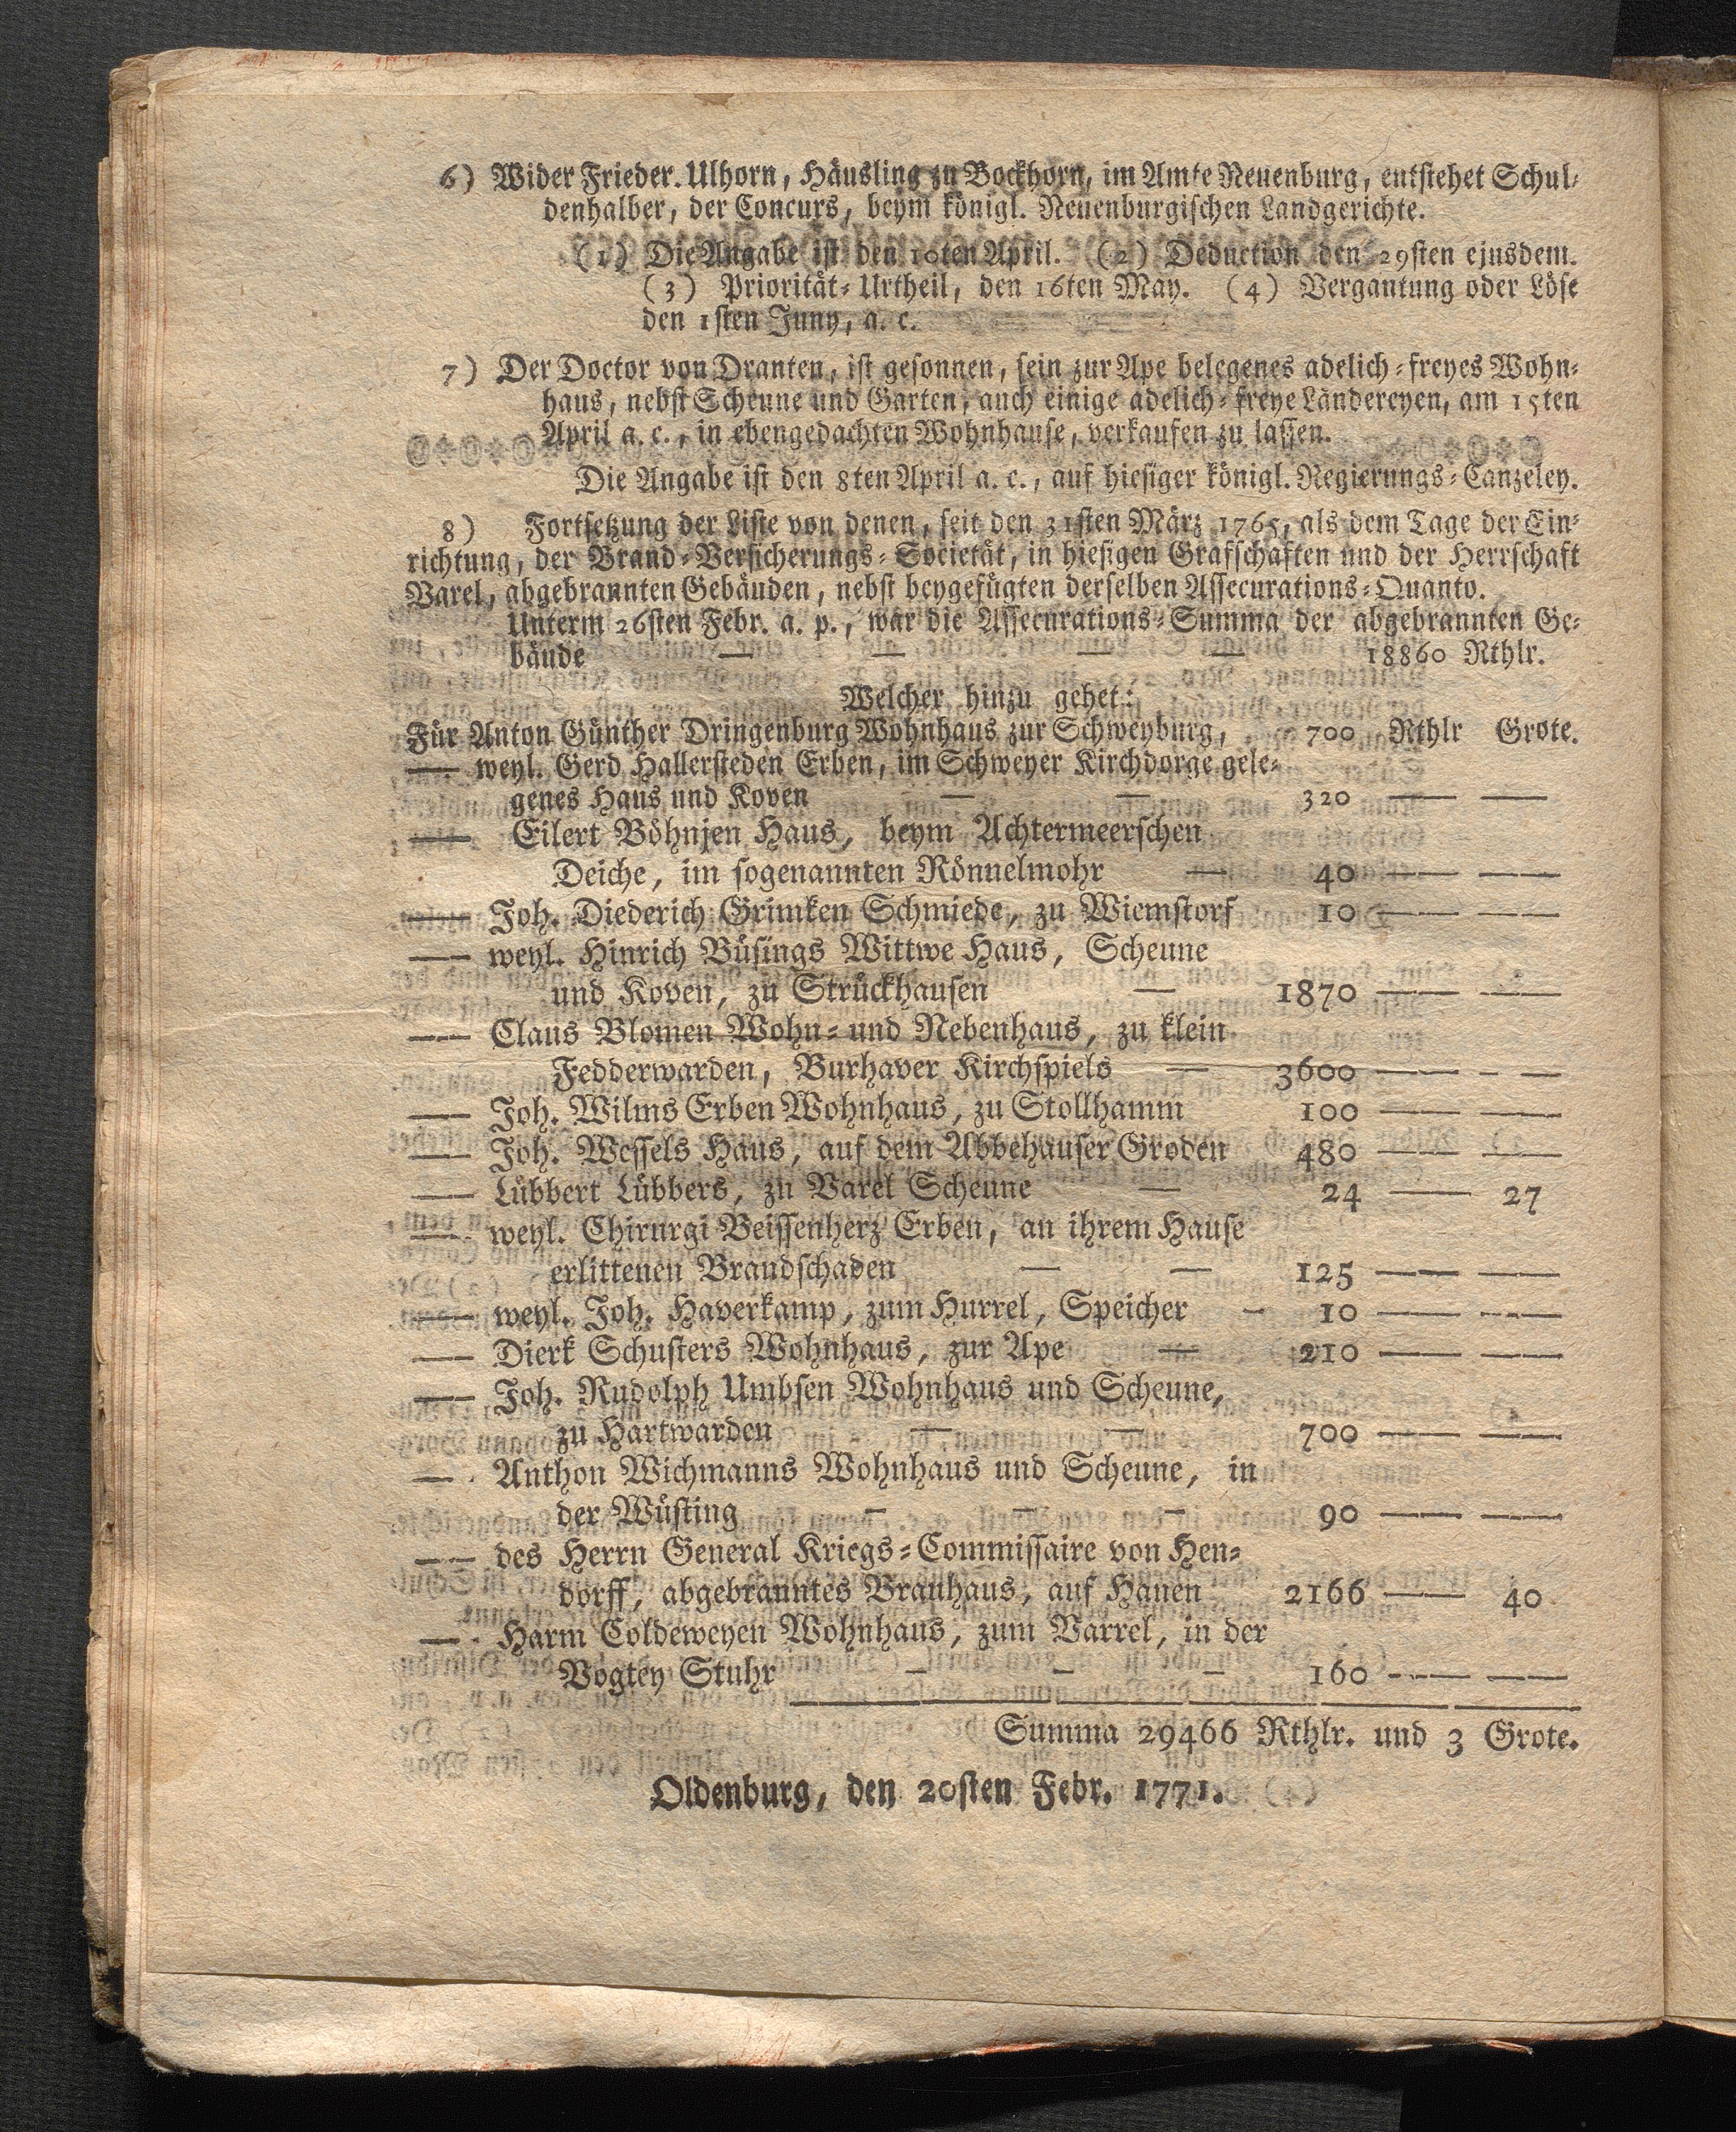 6) Wider Frieder. Ulhorn, Häusling zu Bockhorn, im Amte Neuenburg, entstehet Schul-
denhalber, der Concurs, beym königl. Neuenburgischen Landgerichte.
(1) Die Angabe ist den 10ten April. (2) Deduction den 29sten ejusdem.
(3) Priorität-Urtheil, den 16ten May. (4) Vergantung oder Löse
den 1sten Juny, a. c.
7) Der Doctor von Dranten, ist gesonnen, sein zur Ape belegenes adelich-freyes Wohn-
haus, nebst Scheune und Garten, auch einige adelich-freye Ländereyen, am 15ten
April a. c., in ebengedachten Wohnhause, verkaufen zu lassen.
Die Angabe ist den 8ten April a. c., auf hiesiger königl. Regierungs-Canzeley.
8) Fortsetzung der Liste von denen, seit den 31sten März 1765, als dem Tage der Ein-
richtung, der Brand-Versicherungs-Societät, in hiesigen Grafschaften und der Herrschaft
Varel, abgebrannten Gebäuden, nebst beygefügten derselben Assecurations-Quanto.
Unterm 26sten Febr. a. p., war die Assecurations-Summa der abgebrannten Ge-
bäude — — — — 18860 Rthlr.
Welcher hinzu gehet:
Für Anton Günther Dringenburg Wohnhaus zur Schweyburg, 700 Rthlr Grote.
— weyl. Gerd Hallersteden Erben, im Schweyer Kirchdorge gele-
genes Haus und Koven — — 320 — —
— Eilert Böhnjen Haus, beym Achtermeerschen
Deiche, im sogenannten Rönnelmohr — 40 — —
— Joh. Diederich Grimken Schmiede, zu Wiemstorf 10 — —
— weyl. Hinrich Büsings Wittwe Haus, Scheune
und Koven, zu Strückhausen — 1870 — —
— Claus Blomen Wohn- und Nebenhaus, zu klein
Fedderwarden, Burhaver Kirchspiels — 3600 — —
— Joh. Wilms Erben Wohnhaus, zu Stollhamm 100 — —
— Joh. Wessels Haus, auf dem Abbehauser Groden 480 — —
— Lübbert Lübbers, zu Varel Scheune — 24 — 27
— weyl. Chirurgi Beissenherz Erben, an ihrem Hause
erlittenen Brandschaden — — 125 — —
— weyl. Joh. Haverkamp, zum Hurrel, Speicher — 10 — —
— Dierk Schusters Wohnhaus, zur Ape — 210 — —
— Joh. Rudolph Umbsen Wohnhaus und Scheune,
zu Hartwarden — — 700 — —
— Anthon Wichmanns Wohnhaus und Scheune, in
der Wüsting — — — 90 — —
— des Herrn General Kriegs-Commissaire von Hen-
dorff, abgebranntes Brauhaus, auf Hanen 2166 — 40
— Harm Coldeweyen Wohnhaus, zum Varrel, in der
Vogtey Stuhr — — — 160 — —
Summa 29466 Rthlr. und 3 Grote.
Oldenburg, den 20sten Febr. 1771.